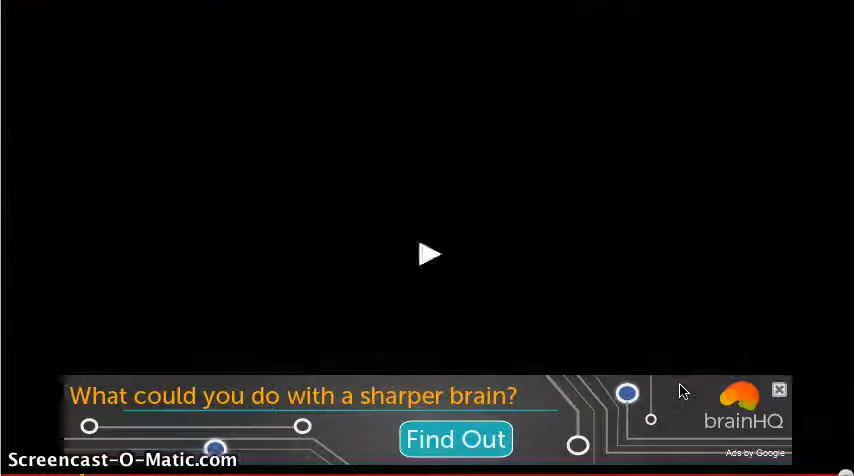 What could you do with a sharper brain?
Find Out
brainHQ
Ads by Google
Screencast-O-Matic.com